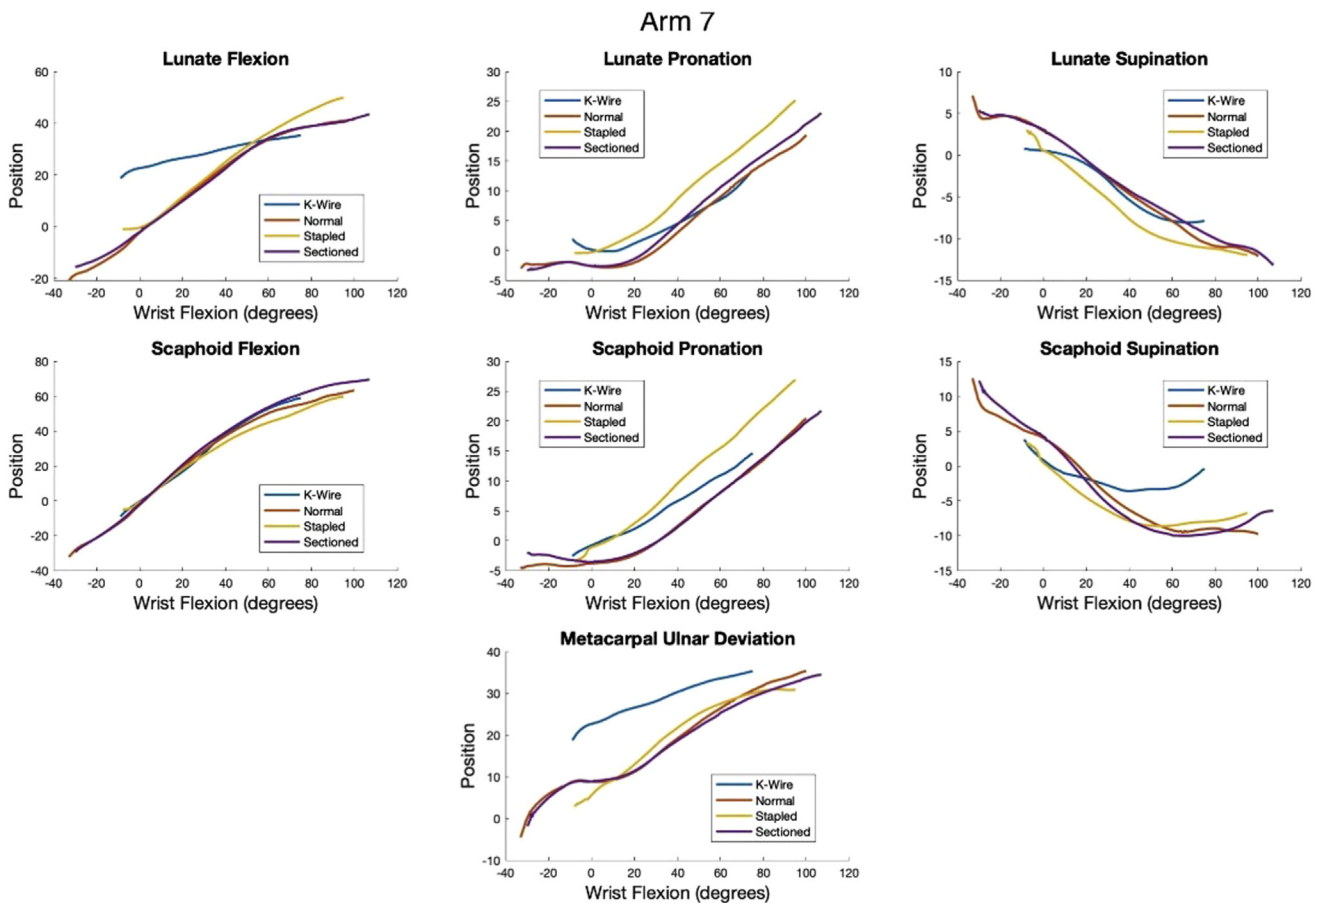 Arm 7
Lunate Flexion
60
40
20
0
-20
-40 -20 0 20 40 60 80 100 120
Position
Wrist Flexion (degrees)
K-Wire
Normal
Stapled
Sectioned
Lunate Pronation
30
25
20
15
10
5
0
-5
-40 -20 0 20 40 60 80 100 120
Position
Wrist Flexion (degrees)
K-Wire
Normal
Stapled
Sectioned
Lunate Supination
10
5
0
-5
-10
-15
-40 -20 0 20 40 60 80 100 120
Position
Wrist Flexion (degrees)
K-Wire
Normal
Stapled
Sectioned
Scaphoid Flexion
80
60
40
20
0
-20
-40
-40 -20 0 20 40 60 80 100 120
Position
Wrist Flexion (degrees)
K-Wire
Normal
Stapled
Sectioned
Scaphoid Pronation
30
25
20
15
10
5
0
-5
-40 -20 0 20 40 60 80 100 120
Position
Wrist Flexion (degrees)
K-Wire
Normal
Stapled
Sectioned
Scaphoid Supination
15
10
5
0
-5
-10
-15
-40 -20 0 20 40 60 80 100 120
Position
Wrist Flexion (degrees)
K-Wire
Normal
Stapled
Sectioned
Metacarpal Ulnar Deviation
40
30
20
10
0
-10
-40 -20 0 20 40 60 80 100 120
Position
Wrist Flexion (degrees)
K-Wire
Normal
Stapled
Sectioned